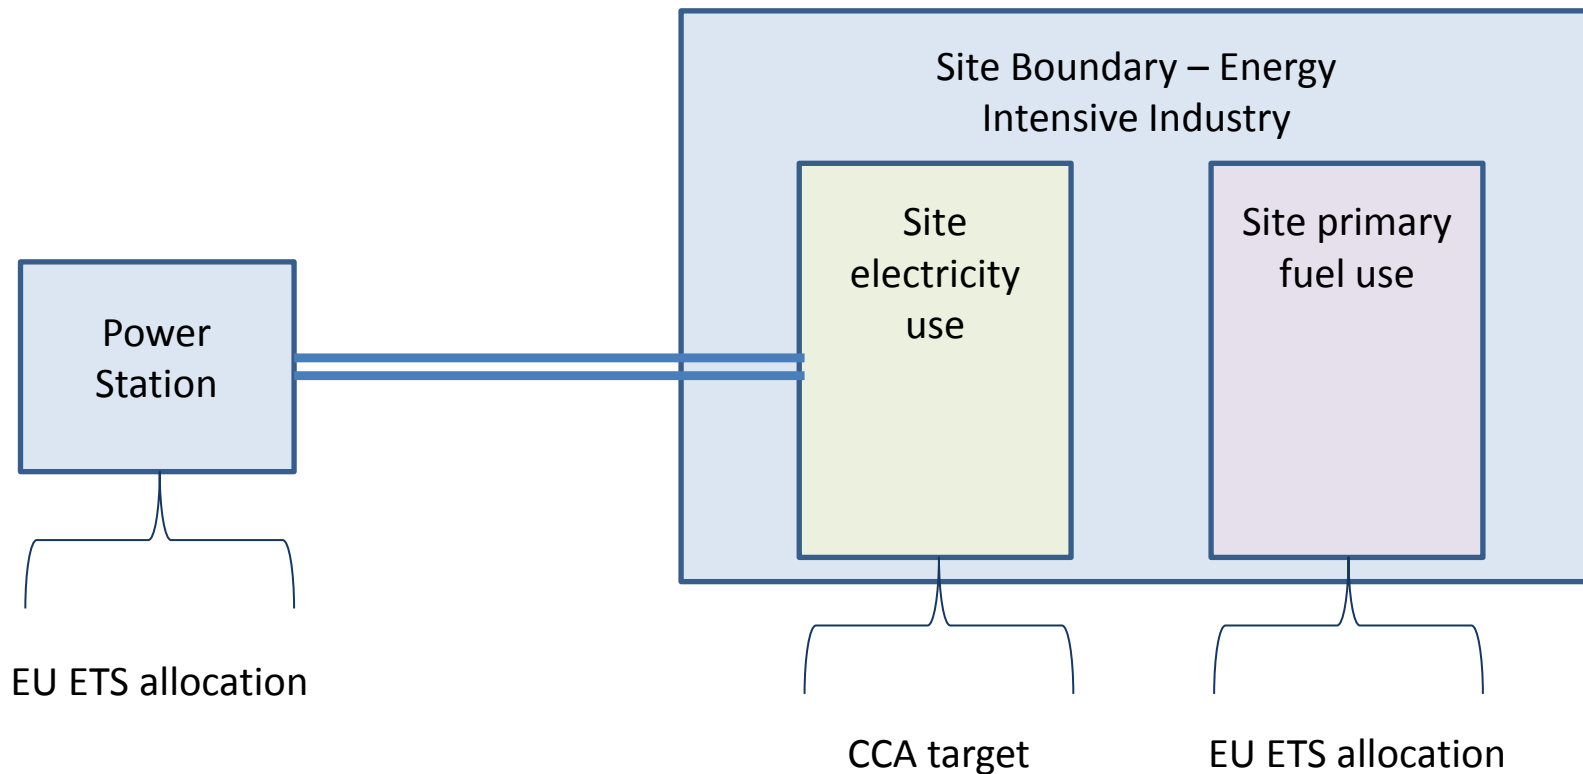 Site Boundary – Energy
Intensive Industry
Site
electricity
use
Site primary
fuel use
Power
Station
EU ETS allocation
CCA target
EU ETS allocation